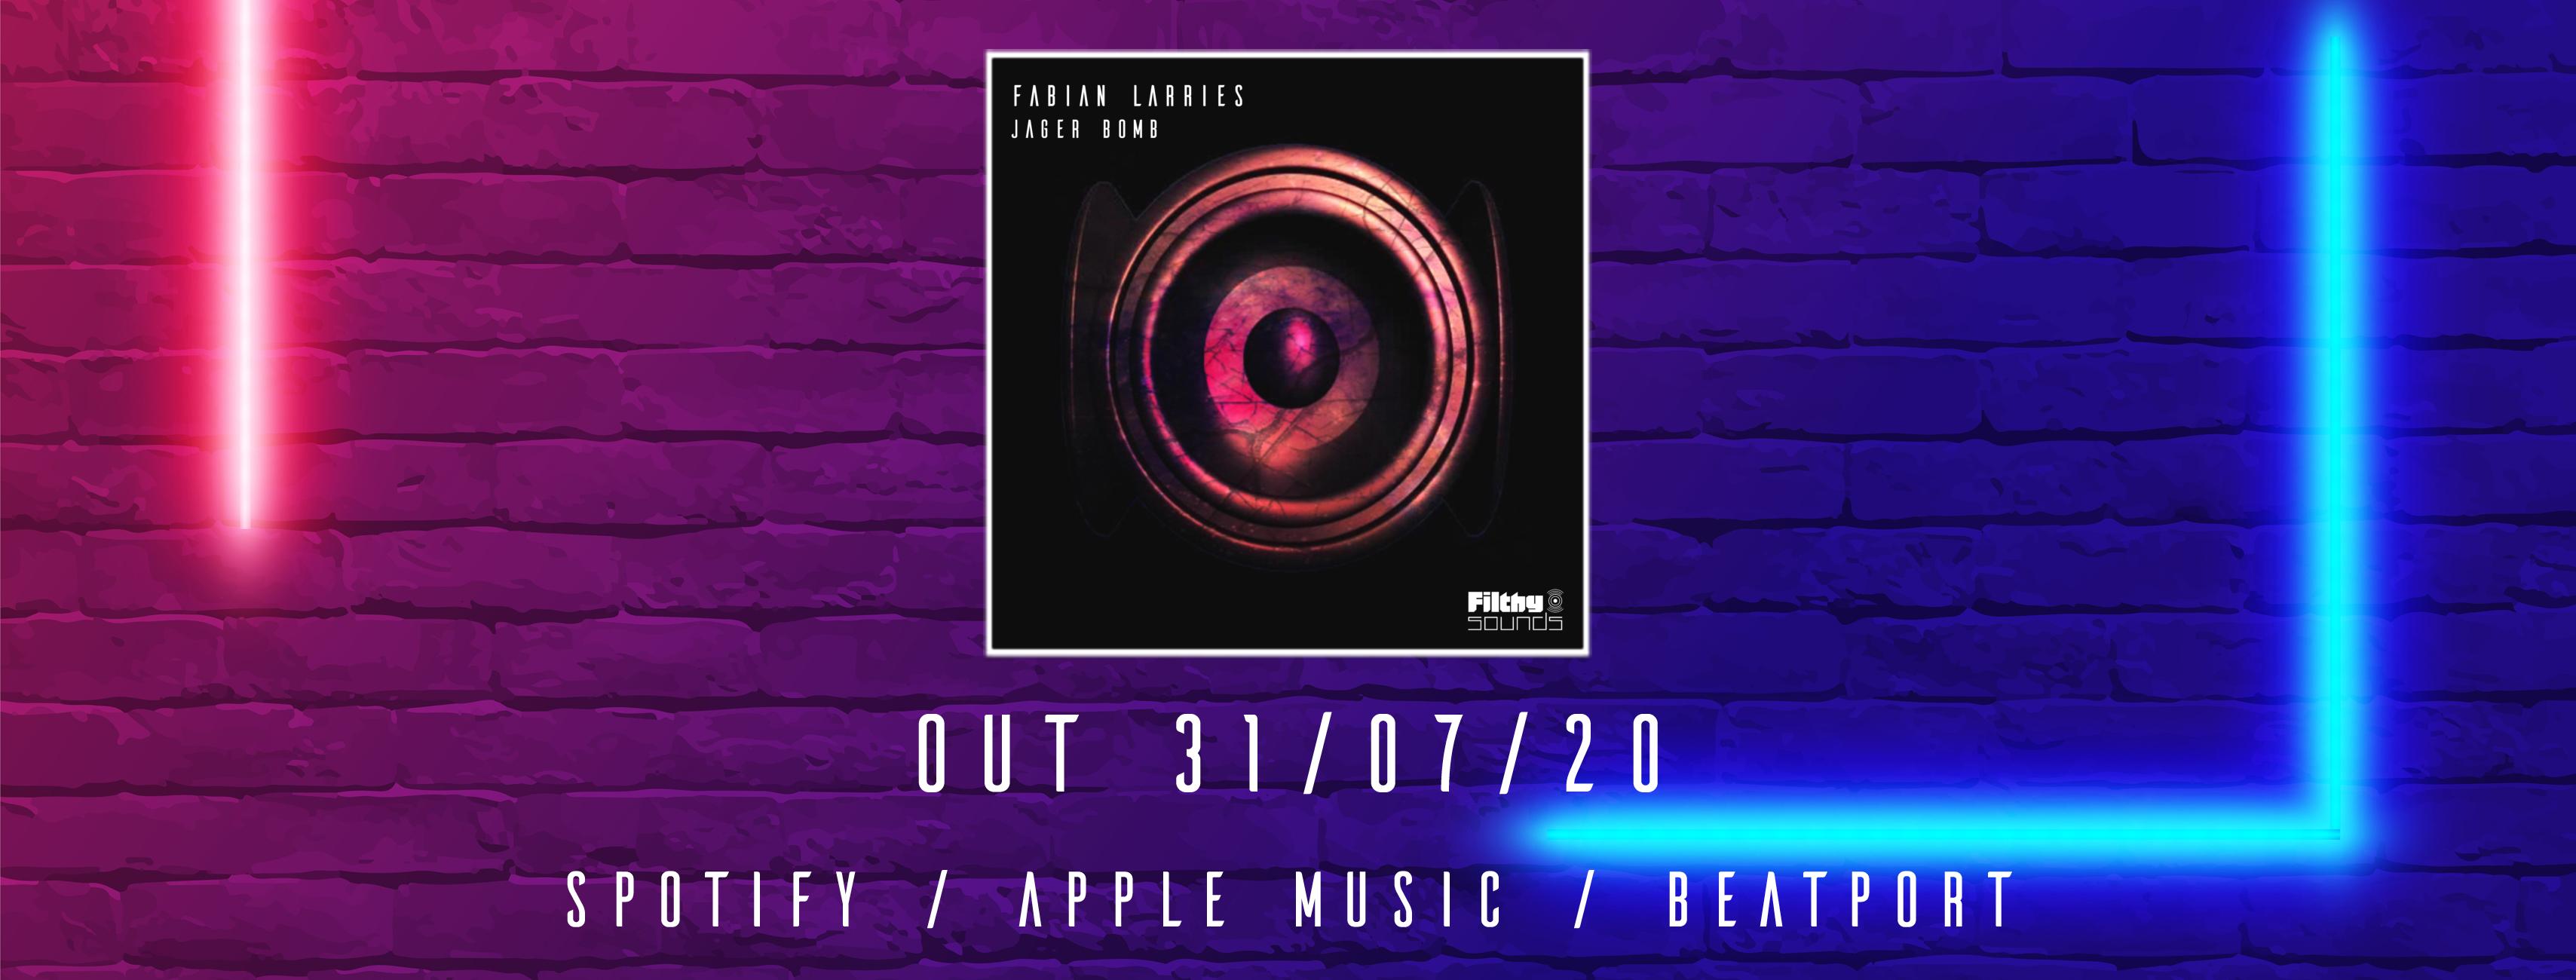 FABIAN LARRIES
JAGER BOMB
Filthy
sounds
OUT 31/07/20
SPOTIFY / APPLE MUSIC / BEATPORT